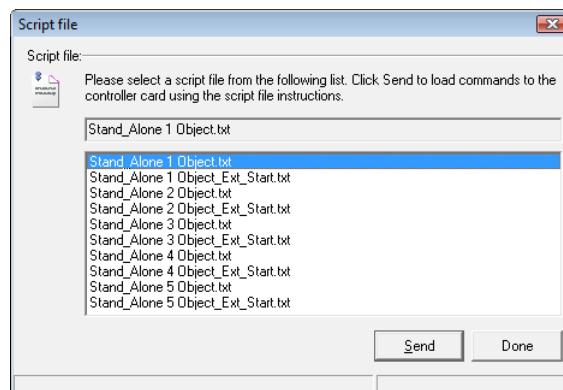 Script file
Script file:
Please select a script file from the following list. Click Send to load commands to the
controller card using the script file instructions.
Stand_Alone 1 Object.txt
Stand_Alone 1 Object.txt
Stand_Alone 1 Object_Ext_Start.txt
Stand_Alone 2 Object.txt
Stand_Alone 2 Object_Ext_Start.txt
Stand_Alone 3 Object.txt
Stand_Alone 3 Object_Ext_Start.txt
Stand_Alone 4 Object.txt
Stand_Alone 4 Object_Ext_Start.txt
Stand_Alone 5 Object.txt
Stand_Alone 5 Object_Ext_Start.txt
Send
Done